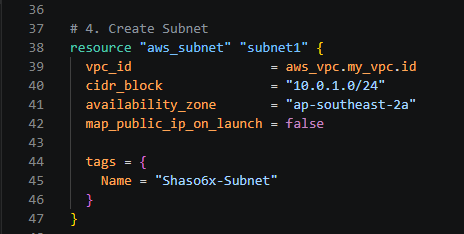 36
37 # 4. Create Subnet
38 resource "aws_subnet" "subnet1" {
39   vpc_id                  = aws_vpc.my_vpc.id
40   cidr_block              = "10.0.1.0/24"
41   availability_zone       = "ap-southeast-2a"
42   map_public_ip_on_launch = false
43
44   tags = {
45     Name = "Shaso6x-Subnet"
46   }
47 }